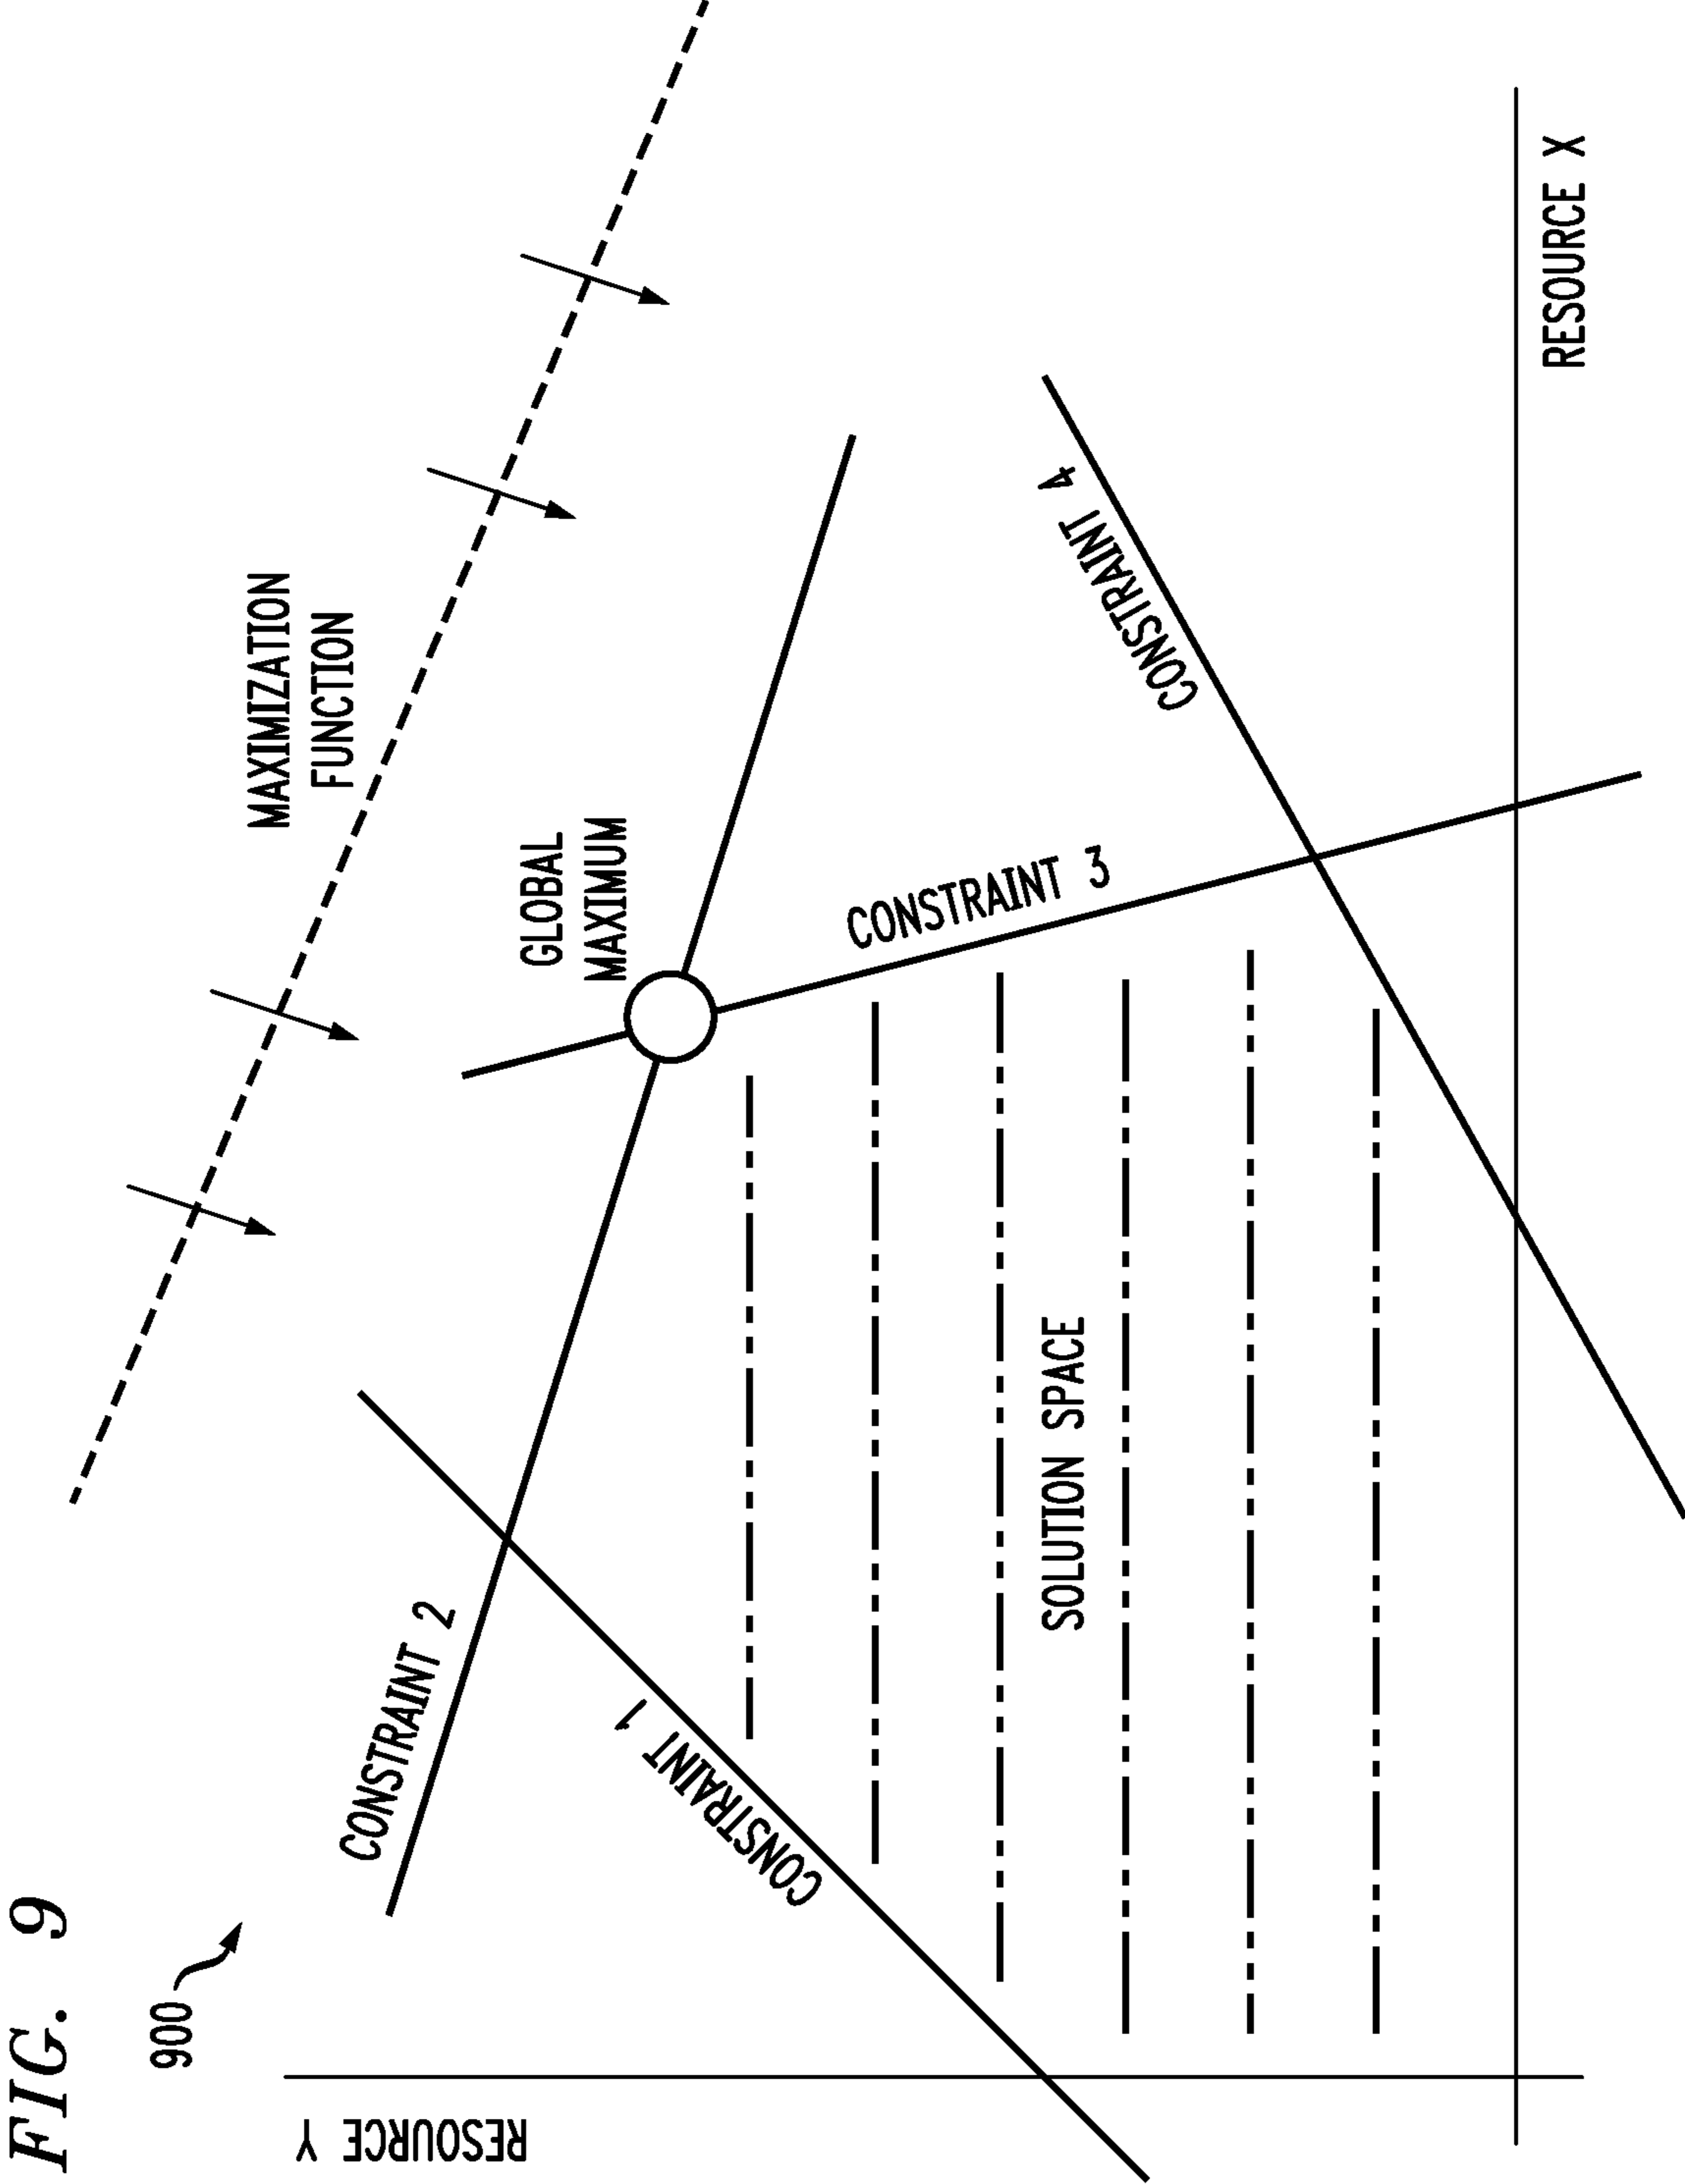 FIG. 9
900
RESOURCE Y
CONSTRAINT 2
CONSTRAINT 1
MAXIMIZATION
FUNCTION
GLOBAL
MAXIMUM
CONSTRAINT 3
SOLUTION SPACE
CONSTRAINT 4
RESOURCE X